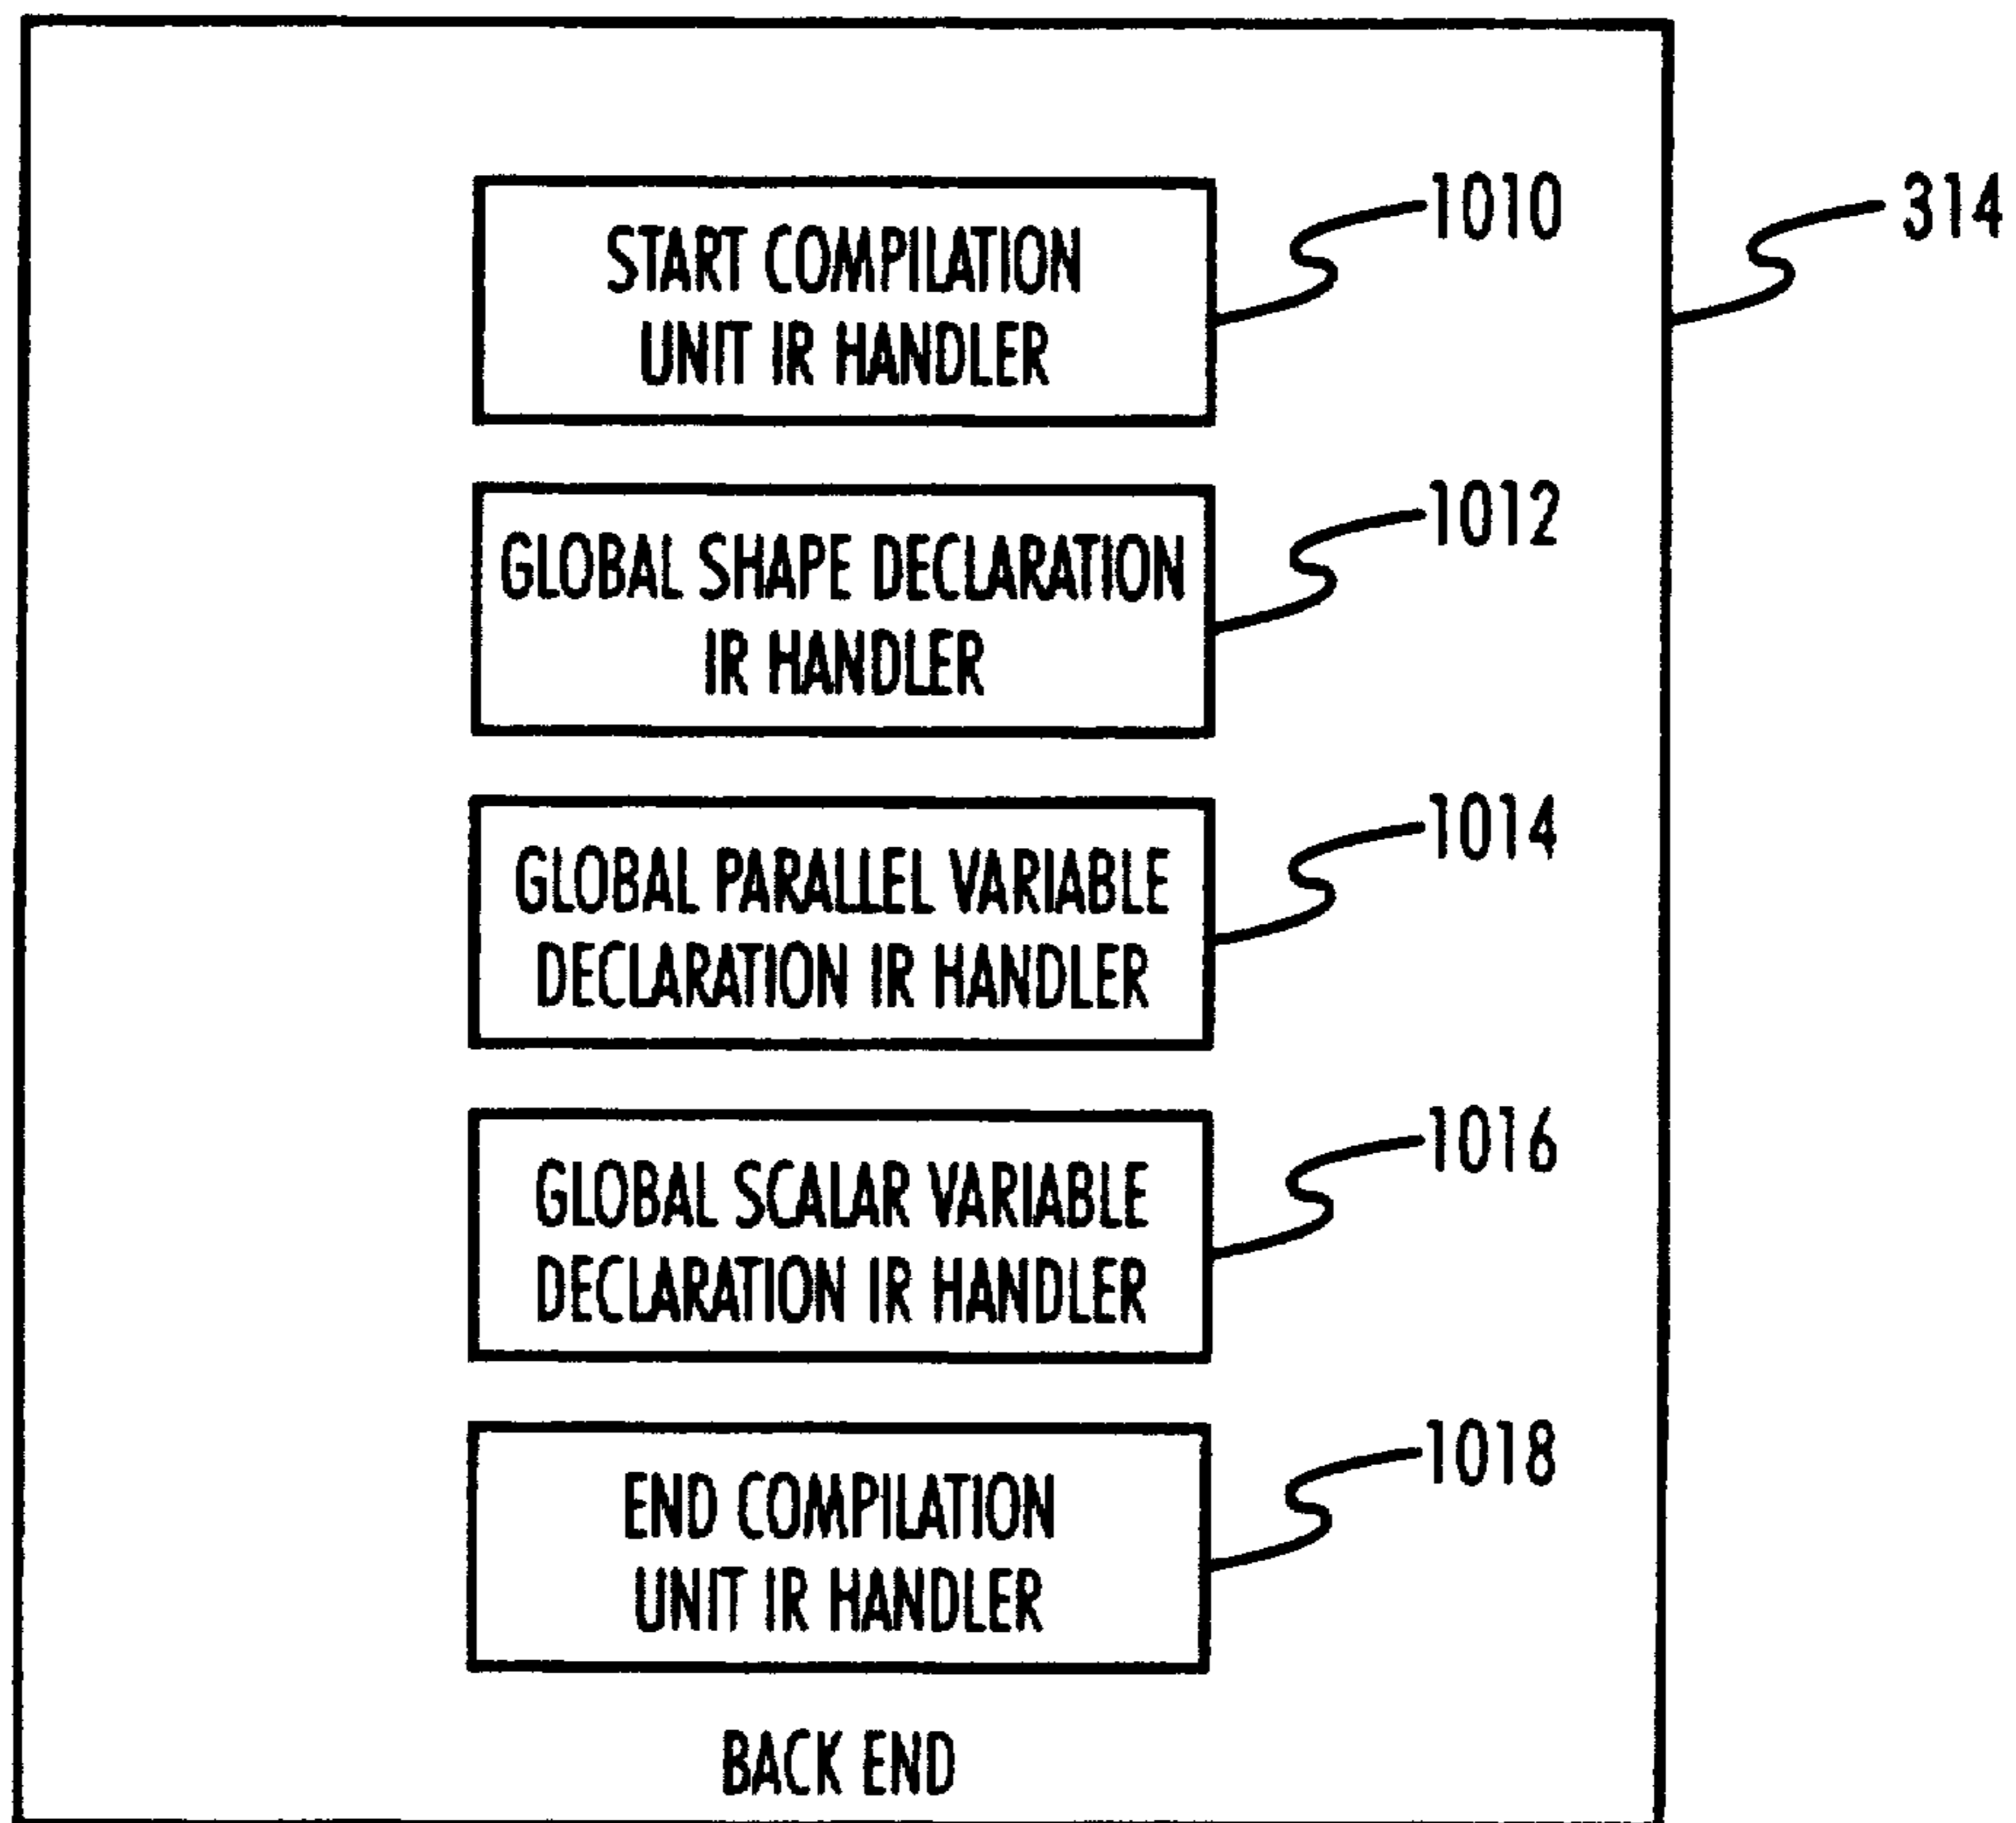 START COMPILATION
UNIT IR HANDLER
1010
314
GLOBAL SHAPE DECLARATION
IR HANDLER
1012
GLOBAL PARALLEL VARIABLE
DECLARATION IR HANDLER
1014
GLOBAL SCALAR VARIABLE
DECLARATION IR HANDLER
1016
END COMPILATION
UNIT IR HANDLER
1018
BACK END